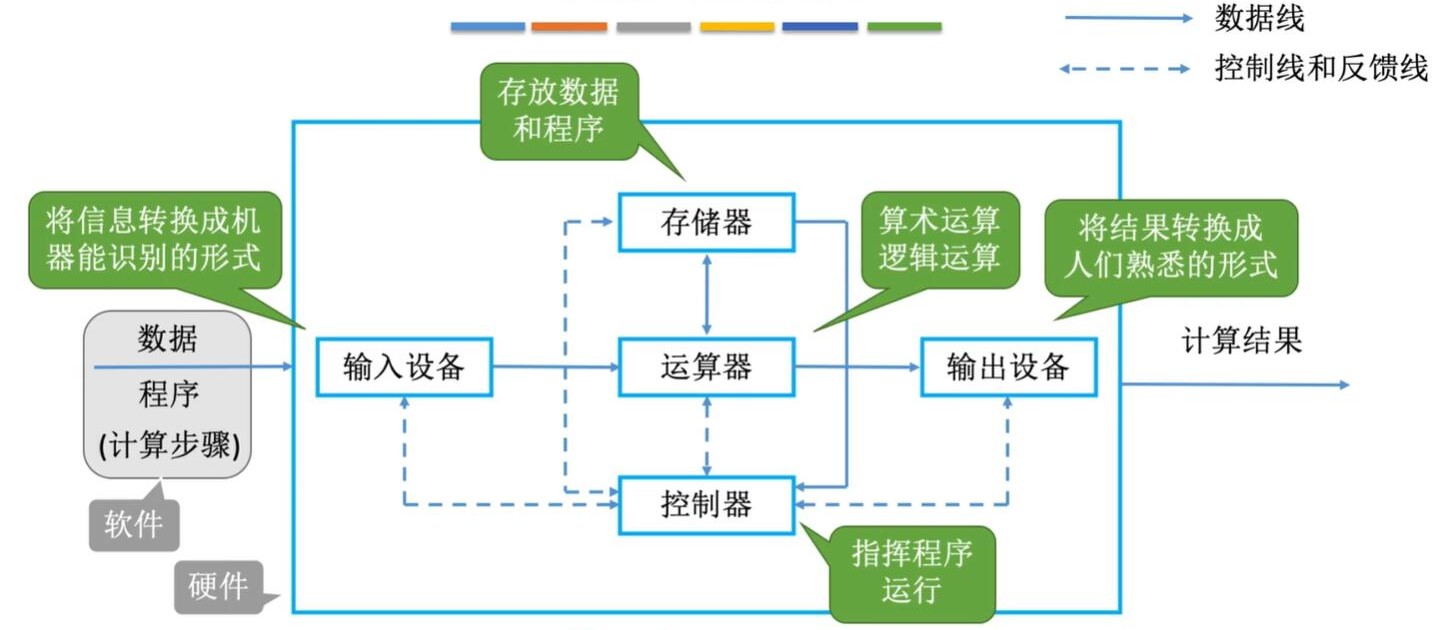 数据线
控制线和反馈线
存放数据
和程序
将信息转换成机
器能识别的形式
存储器
算术运算
逻辑运算
将结果转换成
人们熟悉的形式
数据
程序
(计算步骤)
输入设备
运算器
输出设备
计算结果
控制器
软件
硬件
指挥程序
运行